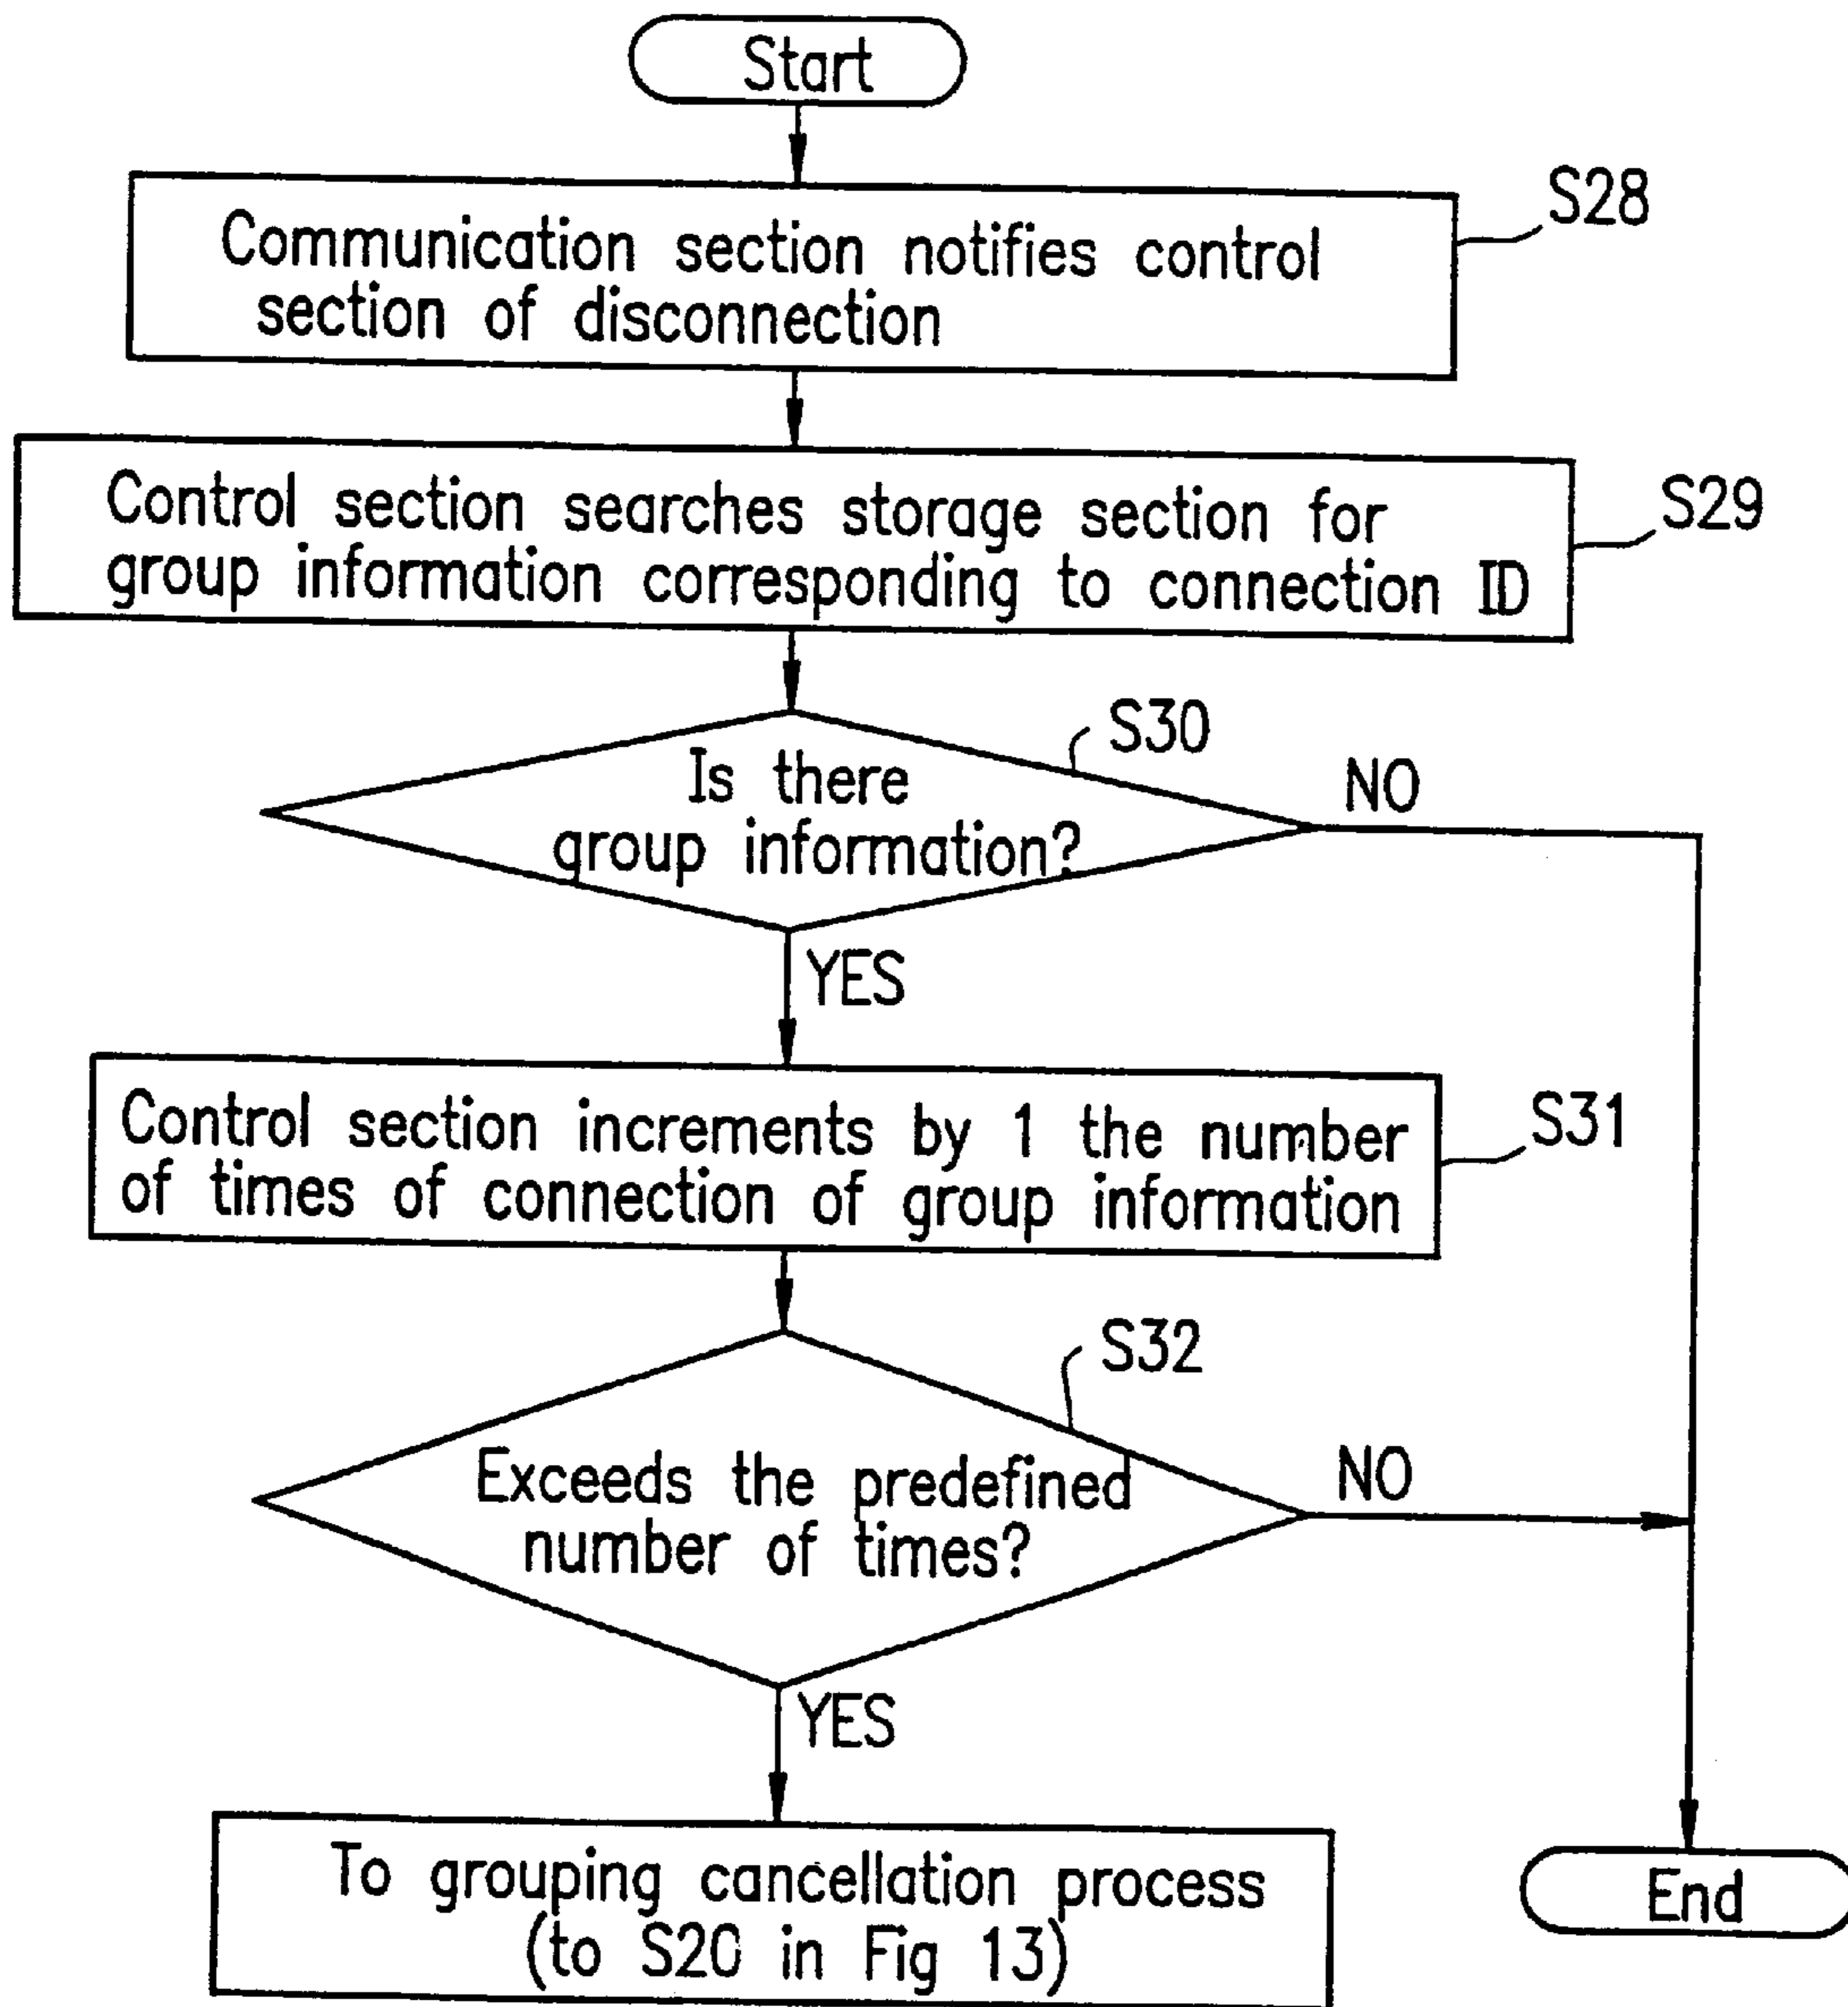 Start
S28
Communication section notifies control
section of disconnection
S29
Control section searches storage section for
group information corresponding to connection ID
S30
Is there
group information?
NO
YES
S31
Control section increments by 1 the number
of times of connection of group information
S32
Exceeds the predefined
number of times?
NO
YES
To grouping cancellation process
(to S20 in Fig 13)
End